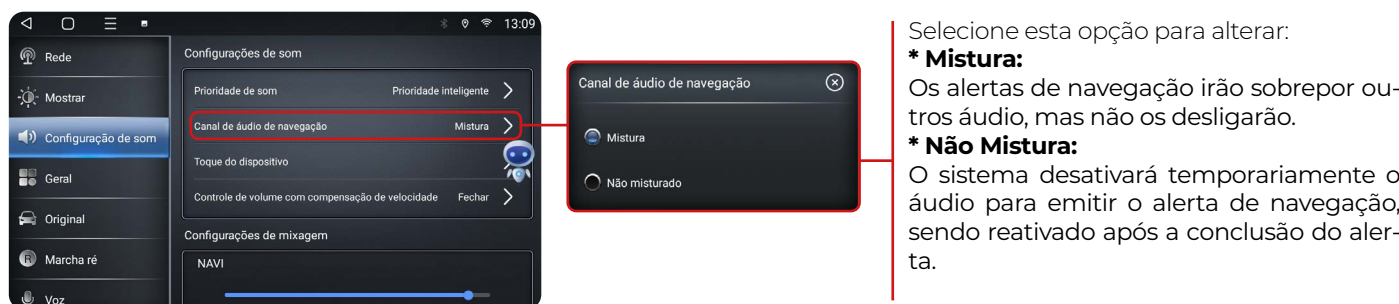 13:09
Rede
Mostrar
Configuração de som
Geral
Original
R Marcha ré
Voz
Configurações de som
Prioridade de som Prioridade inteligente
Canal de áudio de navegação Mistura
Toque do dispositivo
Controle de volume com compensação de velocidade Fechar
Configurações de mixagem
NAVI
Canal de áudio de navegação
Mistura
Não misturado
Selecione esta opção para alterar:
* Mistura:
Os alertas de navegação irão sobrepor ou-
tros áudio, mas não os desligarão.
* Não Mistura:
O sistema desativará temporariamente o
áudio para emitir o alerta de navegação,
sendo reativado após a conclusão do aler-
ta.